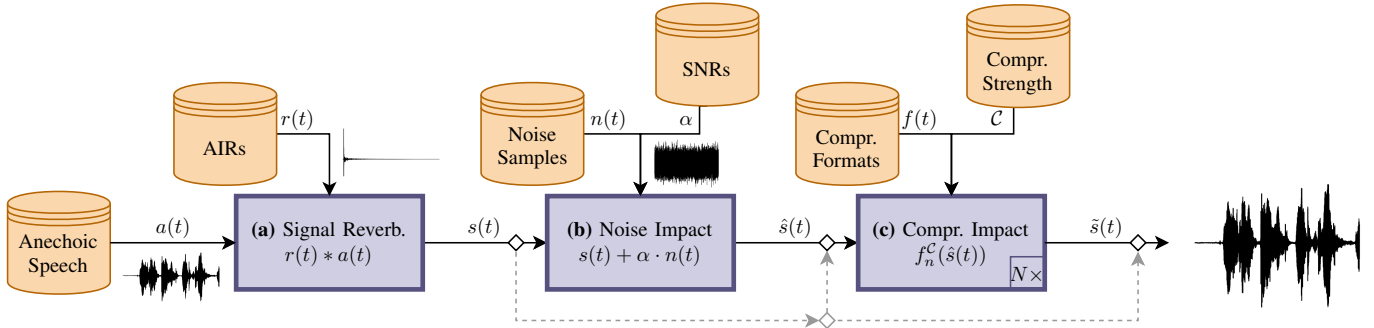 SNRs
Compr.
Strength
AIRs
r(t)
Noise
Samples
n(t)
α
Compr.
Formats
f(t)
𝒞
Anechoic
Speech
a(t)
(a) Signal Reverb.
r(t) ∗ a(t)
s(t)
(b) Noise Impact
s(t) + α · n(t)
ŝ(t)
(c) Compr. Impact
f_n^𝒞(ŝ(t))
N×
s̃(t)